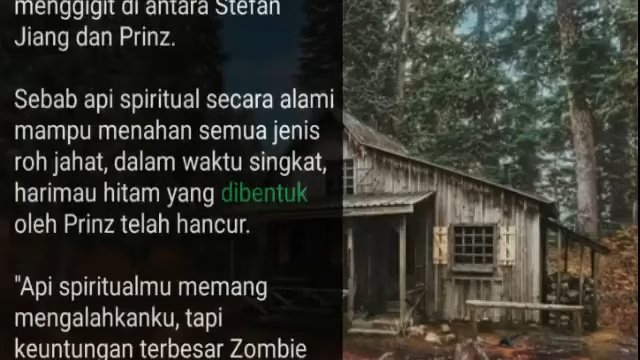 menggigit di antara Stefan
Jiang dan Prinz.
Sebab api spiritual secara alami
mampu menahan semua jenis
roh jahat, dalam waktu singkat,
harimau hitam yang dibentuk
oleh Prinz telah hancur.
"Api spiritualmu memang
mengalahkanku, tapi
keuntungan terbesar Zombie